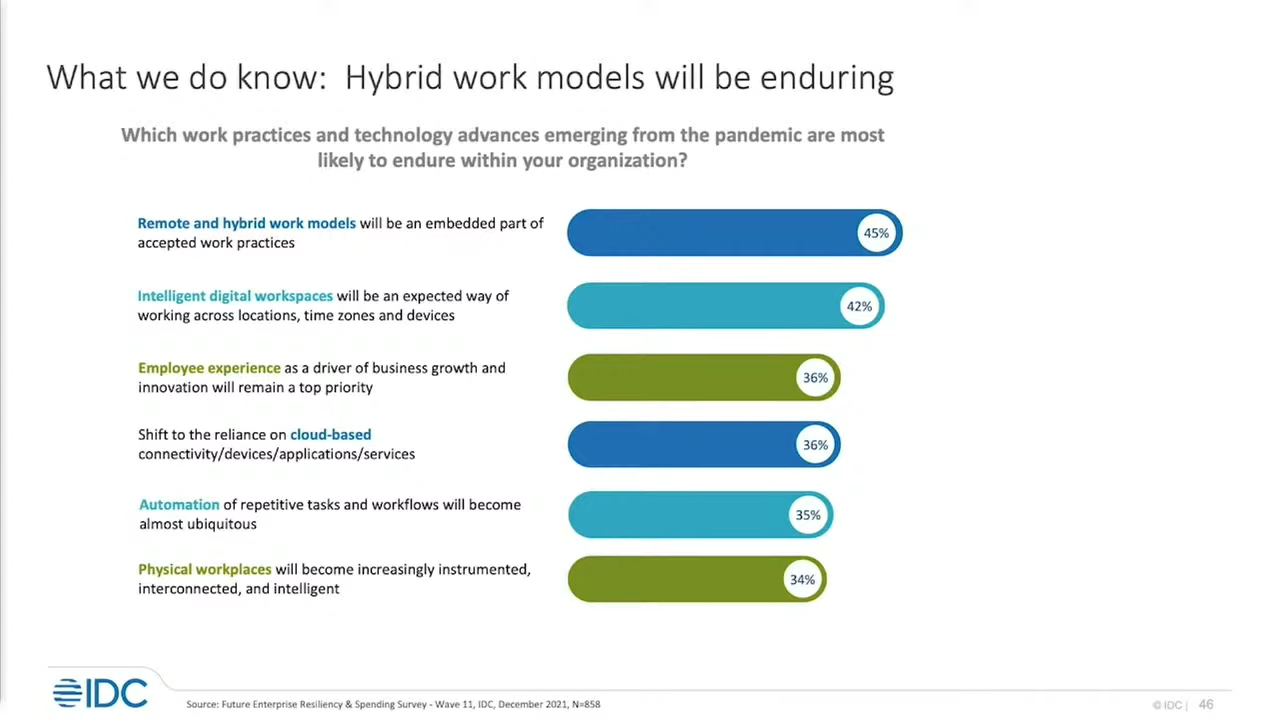 What we do know:  Hybrid work models will be enduring
Which work practices and technology advances emerging from the pandemic are most
likely to endure within your organization?
Remote and hybrid work models will be an embedded part of
accepted work practices
45%
Intelligent digital workspaces will be an expected way of
working across locations, time zones and devices
42%
Employee experience as a driver of business growth and
innovation will remain a top priority
36%
Shift to the reliance on cloud-based
connectivity/devices/applications/services
36%
Automation of repetitive tasks and workflows will become
almost ubiquitous
35%
Physical workplaces will become increasingly instrumented,
interconnected, and intelligent
34%
IDC
Source: Future Enterprise Resiliency & Spending Survey - Wave 11, IDC, December 2021, N=858
© IDC | 46